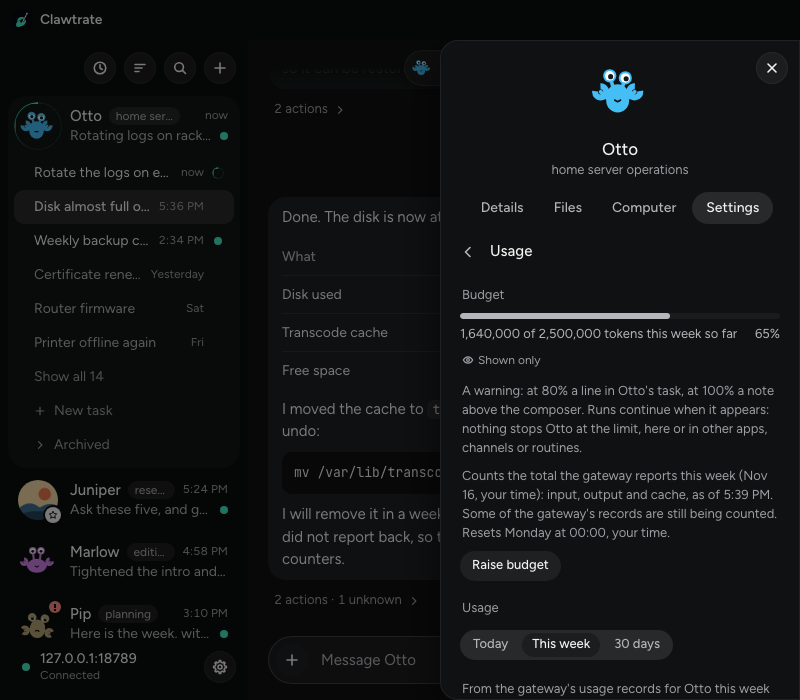 Clawtrate
Otto
home ser...
now
Rotating logs on rack...
Rotate the logs on e...
now
Disk almost full o...
5:36 PM
Weekly backup c...
2:34 PM
Certificate rene...
Yesterday
Router firmware
Sat
Printer offline again
Fri
Show all 14
+ New task
Archived
Juniper
rese...
5:24 PM
Ask these five, and g...
Marlow
editi...
4:58 PM
Tightened the intro and...
Pip
planning
3:10 PM
Here is the week. wit...
127.0.0.1:18789
Connected
2 actions
Done. The disk is now at
What
Disk used
Transcode cache
Free space
I moved the cache to
undo:
mv /var/lib/transco
I will remove it in a week
did not report back, so t
counters.
2 actions · 1 unknown
Message Otto
Otto
home server operations
Details
Files
Computer
Settings
Usage
Budget
1,640,000 of 2,500,000 tokens this week so far
65%
Shown only
A warning: at 80% a line in Otto's task, at 100% a note
above the composer. Runs continue when it appears:
nothing stops Otto at the limit, here or in other apps,
channels or routines.
Counts the total the gateway reports this week (Nov
16, your time): input, output and cache, as of 5:39 PM.
Some of the gateway's records are still being counted.
Resets Monday at 00:00, your time.
Raise budget
Usage
Today
This week
30 days
From the gateway's usage records for Otto this week